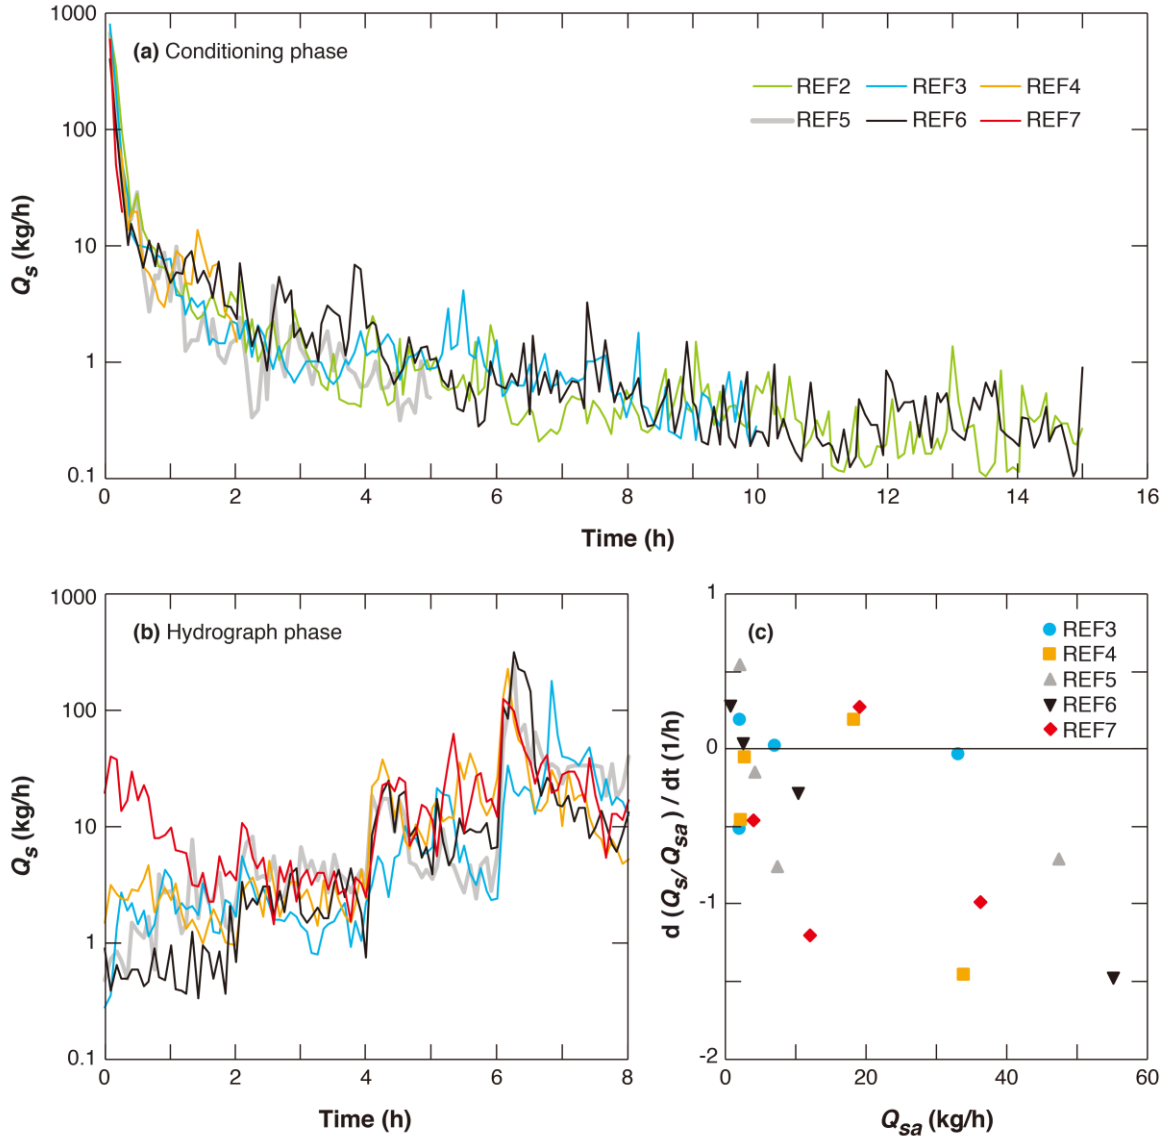 1000
(a) Conditioning phase
REF2 REF3 REF4
100
REF5 REF6 REF7
Qs (kg/h)
10
1
0.1
0 2 4 6 8 10 12 14 16
Time (h)
1000
(b) Hydrograph phase
100
Qs (kg/h)
10
1
0.1
0 2 4 6 8
Time (h)
1
(c)
REF3
REF4
REF5
REF6
REF7
d (Qs/Qsa) / dt (1/h)
0
-1
-2
0 20 40 60
Qsa (kg/h)